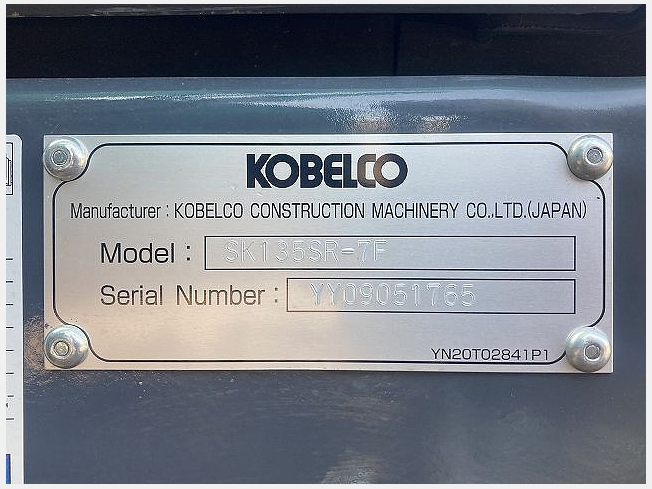 KOBELCO
Manufacturer : KOBELCO CONSTRUCTION MACHINERY CO.,LTD.(JAPAN)
Model : SK135SR-7F
Serial Number : YY09051765
YN20T02841P1